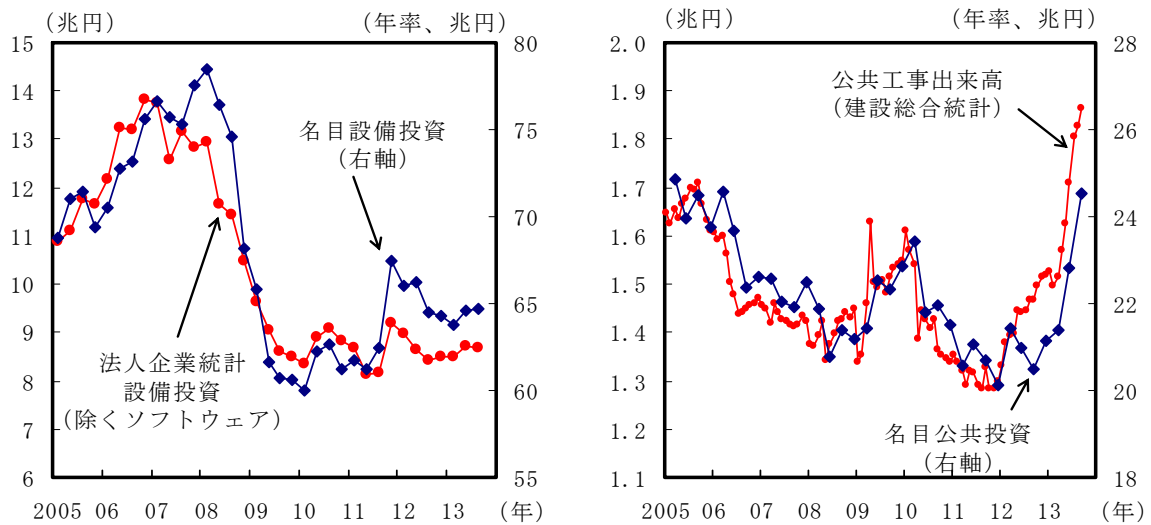 (兆円)
(年率、兆円)
15
14
13
12
11
10
9
8
7
6
80
75
70
65
60
55
名目設備投資
(右軸)
法人企業統計
設備投資
(除くソフトウェア)
2005 06 07 08 09 10 11 12 13 (年)
(兆円)
(年率、兆円)
2.0
1.9
1.8
1.7
1.6
1.5
1.4
1.3
1.2
1.1
28
26
24
22
20
18
公共工事出来高
(建設総合統計)
名目公共投資
(右軸)
2005 06 07 08 09 10 11 12 13 (年)